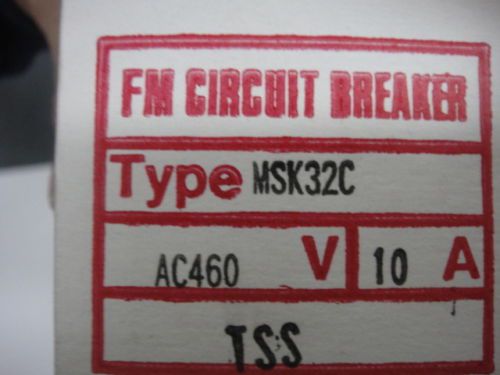 FM CIRCUIT BREAKER
Type MSK32C
AC460 V 10 A
TSS